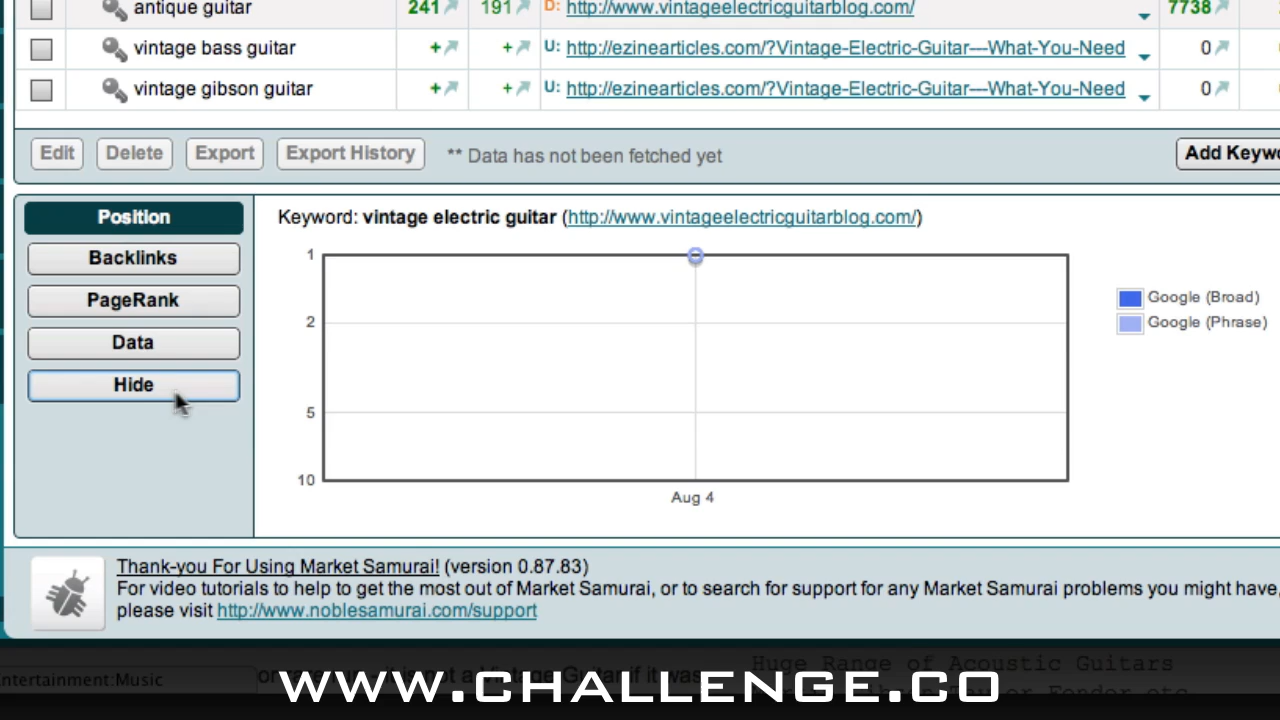 antique guitar 241 191 D: http://www.vintageelectricguitarblog.com/ 7738
vintage bass guitar + + U: http://ezinearticles.com/?Vintage-Electric-Guitar---What-You-Need 0
vintage gibson guitar + + U: http://ezinearticles.com/?Vintage-Electric-Guitar---What-You-Need 0
Edit Delete Export Export History ** Data has not been fetched yet Add Keywo
Position
Backlinks
PageRank
Data
Hide
Keyword: vintage electric guitar (http://www.vintageelectricguitarblog.com/)
1
2
5
10
Aug 4
Google (Broad)
Google (Phrase)
Thank-you For Using Market Samurai! (version 0.87.83)
For video tutorials to help to get the most out of Market Samurai, or to search for support for any Market Samurai problems you might have,
please visit http://www.noblesamurai.com/support
ntertainment:Music
Huge Range of Acoustic Guitars
WWW.CHALLENGE.CO